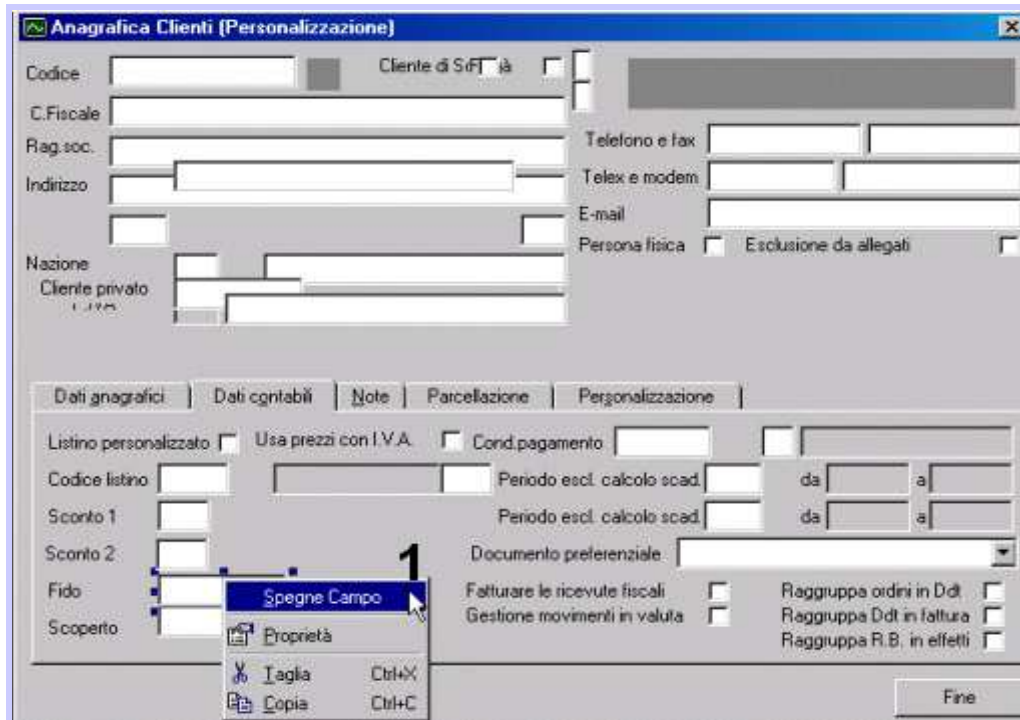 Anagrafica Clienti (Personalizzazione)
Codice
Cliente di
C.Fiscale
Rag.soc.
Telefono e fax
Indirizzo
Telex e modem
E-mail
Persona fisica Esclusione da allegati
Nazione
Cliente privato
Dati anagrafici Dati contabili Note Parcellazione Personalizzazione
Listino personalizzato Usa prezzi con I.V.A. Cond.pagamento
Codice listino Periodo escl. calcolo scad. da a
Sconto 1 Periodo escl. calcolo scad. da a
Sconto 2 Documento preferenziale
1
Fido Fatturare le ricevute fiscali Raggruppa ordini in Ddt
Spegne Campo
Gestione movimenti in valuta Raggruppa Ddt in fattura
Scoperto Proprietà Raggruppa R.B. in effetti
Taglia Ctrl+X
Copia Ctrl+C
Fine